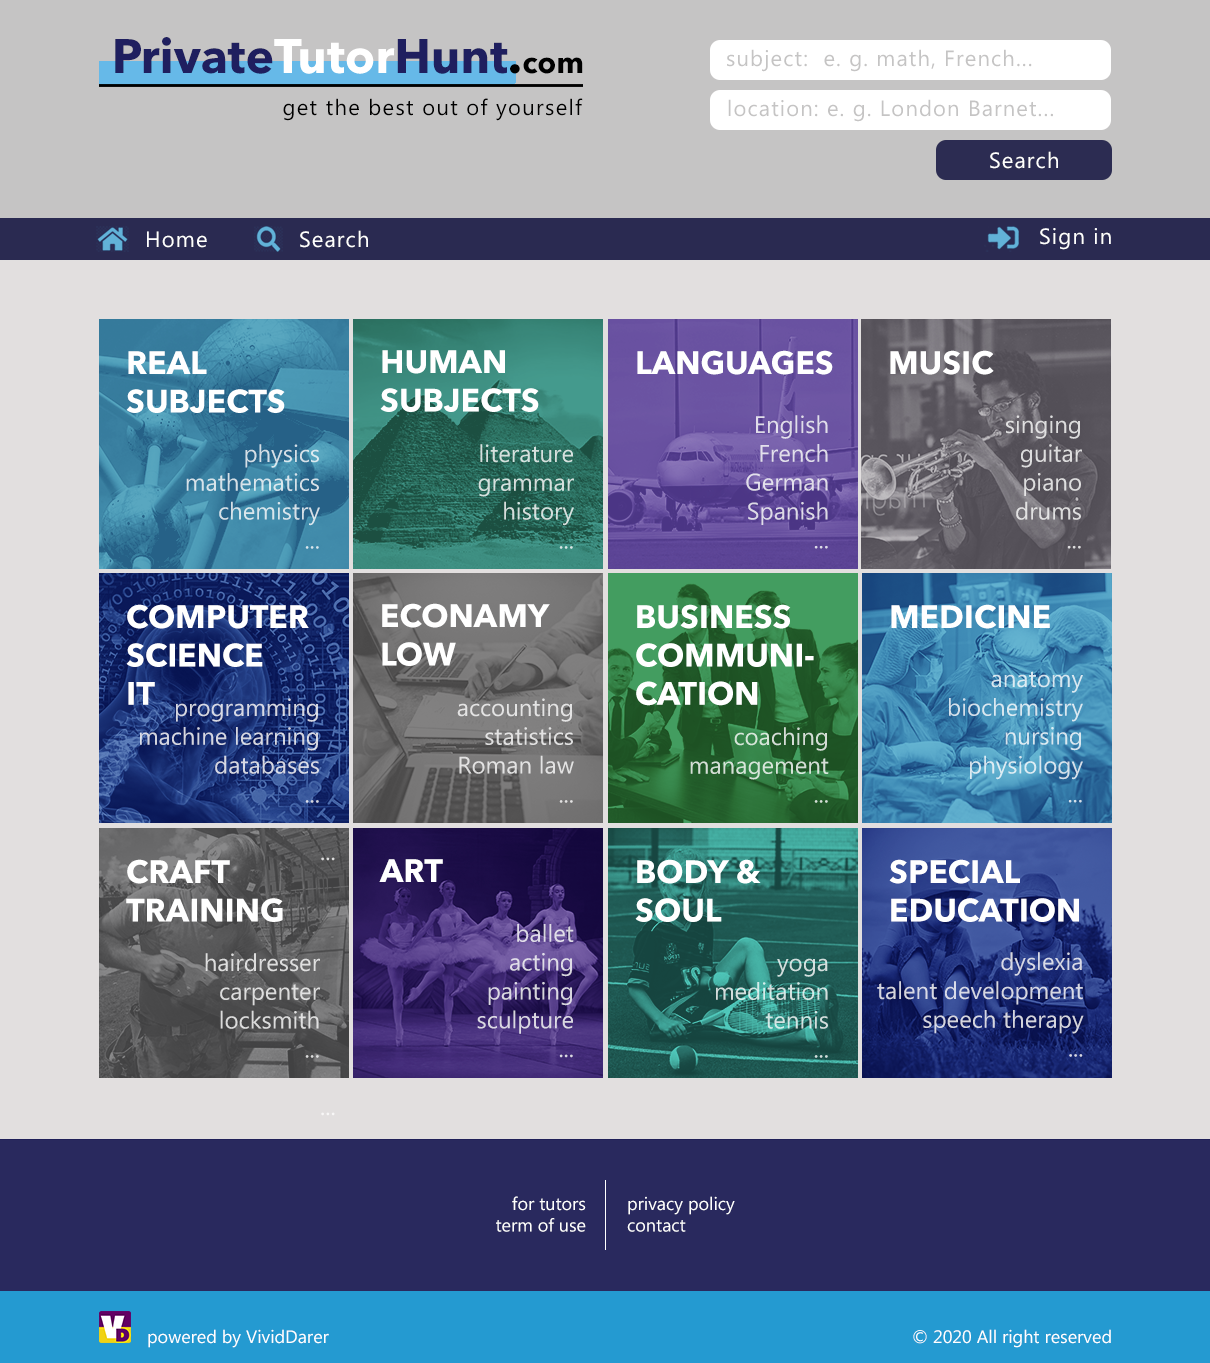 PrivateTutorHunt.com
get the best out of yourself
subject: e. g. math, French...
location: e. g. London Barnet...
Search
Home
Search
Sign in
REAL
SUBJECTS
physics
mathematics
chemistry
...
HUMAN
SUBJECTS
literature
grammar
history
...
LANGUAGES
English
French
German
Spanish
...
MUSIC
singing
guitar
piano
drums
...
COMPUTER
SCIENCE
IT
programming
machine learning
databases
...
ECONAMY
LOW
accounting
statistics
Roman law
...
BUSINESS
COMMUNI-
CATION
coaching
management
...
MEDICINE
anatomy
biochemistry
nursing
physiology
...
...
CRAFT
TRAINING
hairdresser
carpenter
locksmith
...
ART
ballet
acting
painting
sculpture
...
BODY &
SOUL
yoga
meditation
tennis
...
SPECIAL
EDUCATION
dyslexia
talent development
speech therapy
...
...
for tutors
term of use
privacy policy
contact
VD
powered by VividDarer
© 2020 All right reserved